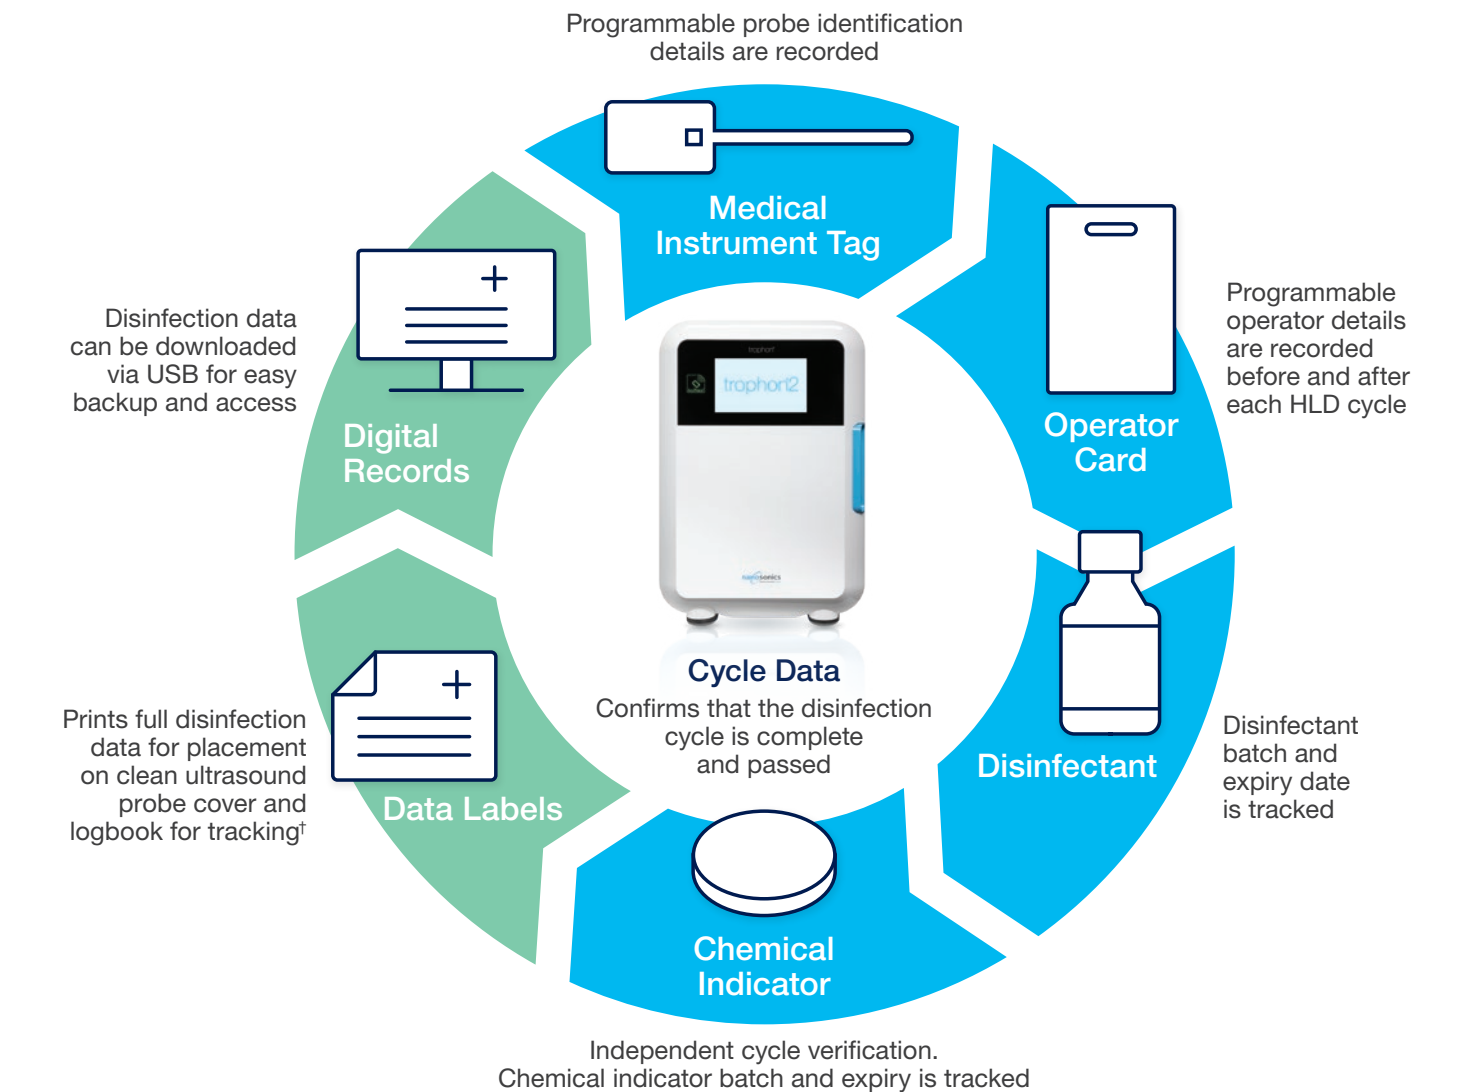 Programmable probe identification
details are recorded
Medical
Instrument Tag
Programmable
operator details
are recorded
before and after
each HLD cycle
Operator
Card
Disinfectant
Disinfectant
batch and
expiry date
is tracked
Chemical
Indicator
Independent cycle verification.
Chemical indicator batch and expiry is tracked
Data Labels
Prints full disinfection
data for placement
on clean ultrasound
probe cover and
logbook for tracking†
Digital
Records
Disinfection data
can be downloaded
via USB for easy
backup and access
trophon
trophon2
nanosonics
Cycle Data
Confirms that the disinfection
cycle is complete
and passed